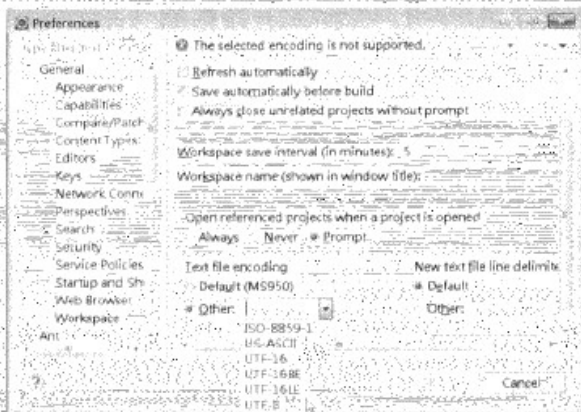 Preferences
The selected encoding is not supported.
General
Appearance
Capabilities
Compare/Patch
Content Types
Editors
Keys
Network Conne
Perspectives
Search
Security
Service Policies
Startup and Sh
Web Browser
Workspace
Ant
Refresh automatically
Save automatically before build
Always close unrelated projects without prompt
Workspace save interval (in minutes): 5
Workspace name (shown in window title):
Open referenced projects when a project is opened
Always Never Prompt
Text file encoding
Default (MS950)
Other:
ISO-8859-1
US-ASCII
UTF-16
UTF-16BE
UTF-16LE
UTF-8
New text file line delimite
Default
Other:
?
Cancel